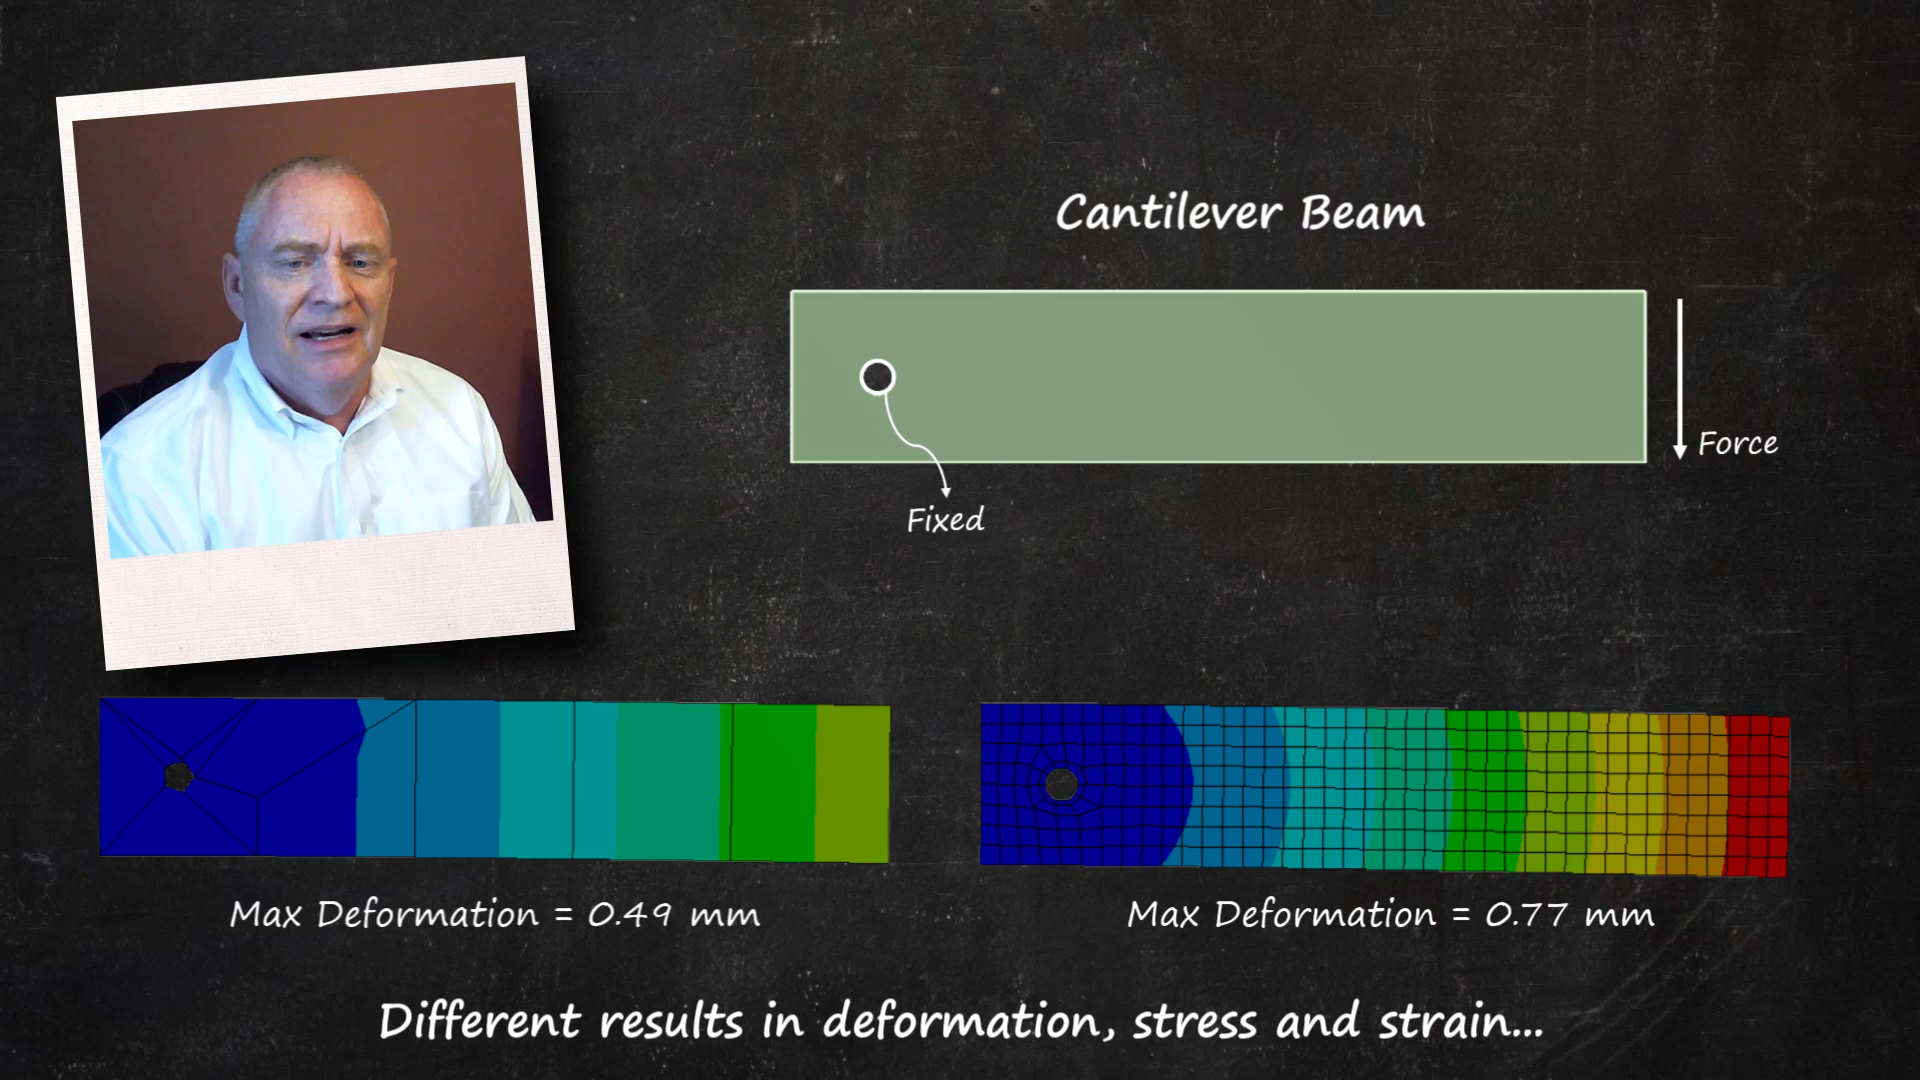 Cantilever Beam
Force
Fixed
Max Deformation = 0.49 mm
Max Deformation = 0.77 mm
Different results in deformation, stress and strain...